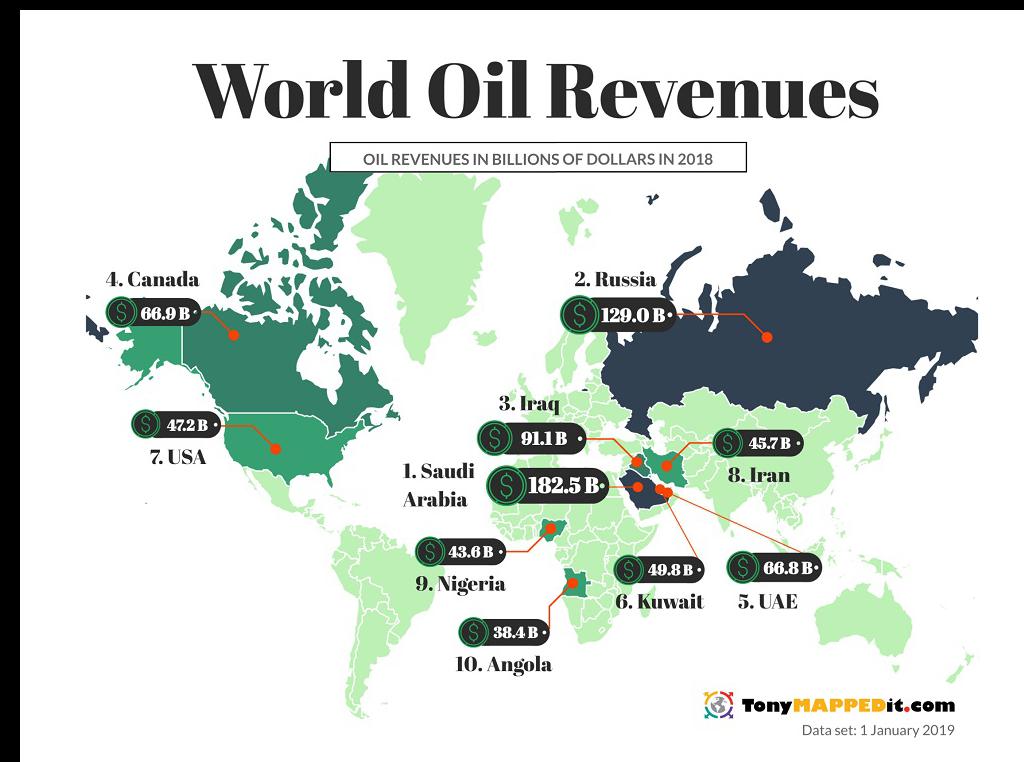 World Oil Revenues
OIL REVENUES IN BILLIONS OF DOLLARS IN 2018
4. Canada
$ 66.9 B
2. Russia
$ 129.0 B
3. Iraq
$ 91.1 B
$ 47.2 B
7. USA
$ 45.7 B
8. Iran
1. Saudi
Arabia
$ 182.5 B
$ 43.6 B
9. Nigeria
$ 49.8 B
6. Kuwait
$ 66.8 B
5. UAE
$ 38.4 B
10. Angola
TonyMAPPEDit.com
Data set: 1 January 2019